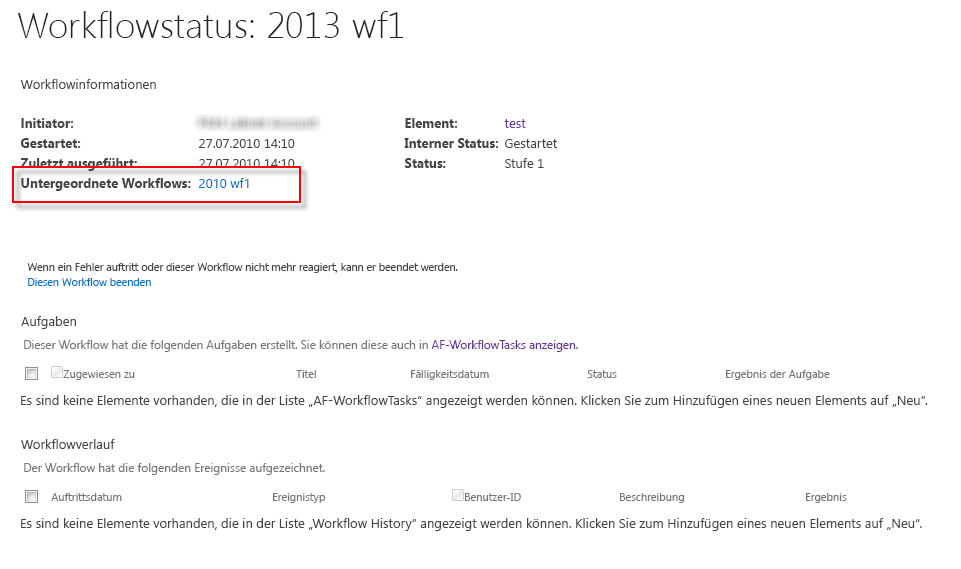 Workflowstatus: 2013 wf1
Workflowinformationen
Initiator: Element: test
Gestartet: 27.07.2010 14:10 Interner Status: Gestartet
Zuletzt ausgeführt: 27.07.2010 14:10 Status: Stufe 1
Untergeordnete Workflows: 2010 wf1
Wenn ein Fehler auftritt oder dieser Workflow nicht mehr reagiert, kann er beendet werden.
Diesen Workflow beenden
Aufgaben
Dieser Workflow hat die folgenden Aufgaben erstellt. Sie können diese auch in AF-WorkflowTasks anzeigen.
Zugewiesen zu Titel Fälligkeitsdatum Status Ergebnis der Aufgabe
Es sind keine Elemente vorhanden, die in der Liste „AF-WorkflowTasks“ angezeigt werden können. Klicken Sie zum Hinzufügen eines neuen Elements auf „Neu“.
Workflowverlauf
Der Workflow hat die folgenden Ereignisse aufgezeichnet.
Auftrittsdatum Ereignistyp Benutzer-ID Beschreibung Ergebnis
Es sind keine Elemente vorhanden, die in der Liste „Workflow History“ angezeigt werden können. Klicken Sie zum Hinzufügen eines neuen Elements auf „Neu“.